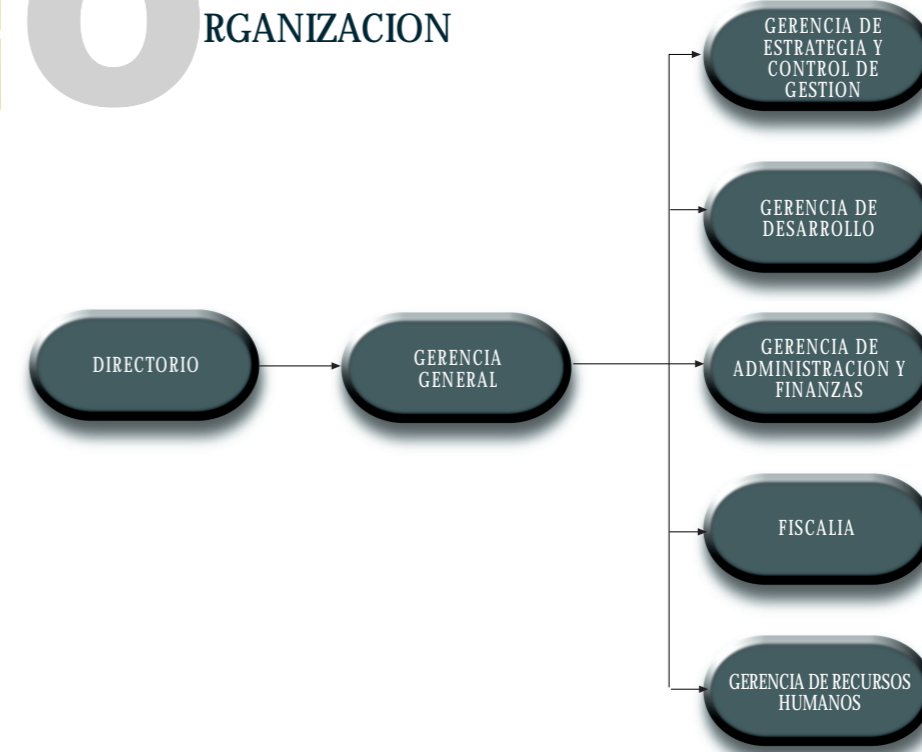 ORGANIZACION
GERENCIA DE
ESTRATEGIA Y
CONTROL DE
GESTION
GERENCIA DE
DESARROLLO
DIRECTORIO
GERENCIA
GENERAL
GERENCIA DE
ADMINISTRACION Y
FINANZAS
FISCALIA
GERENCIA DE RECURSOS
HUMANOS